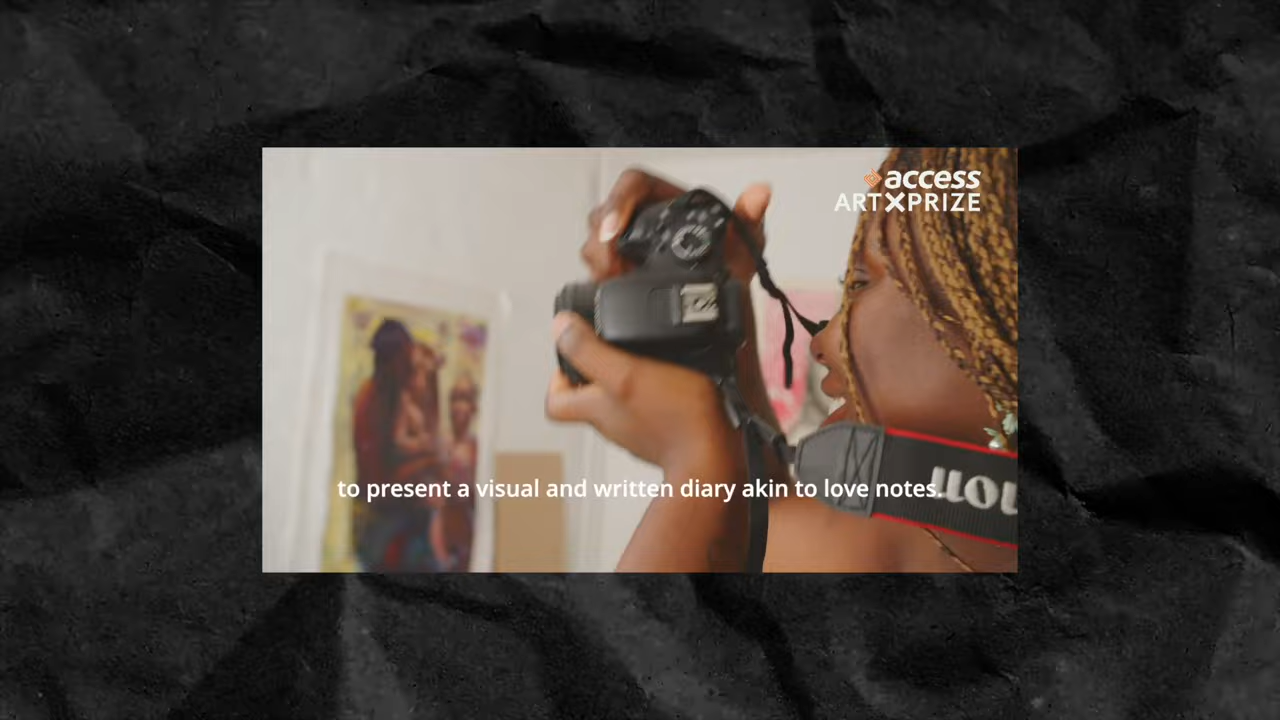 access
ART X PRIZE
to present a visual and written diary akin to love notes.